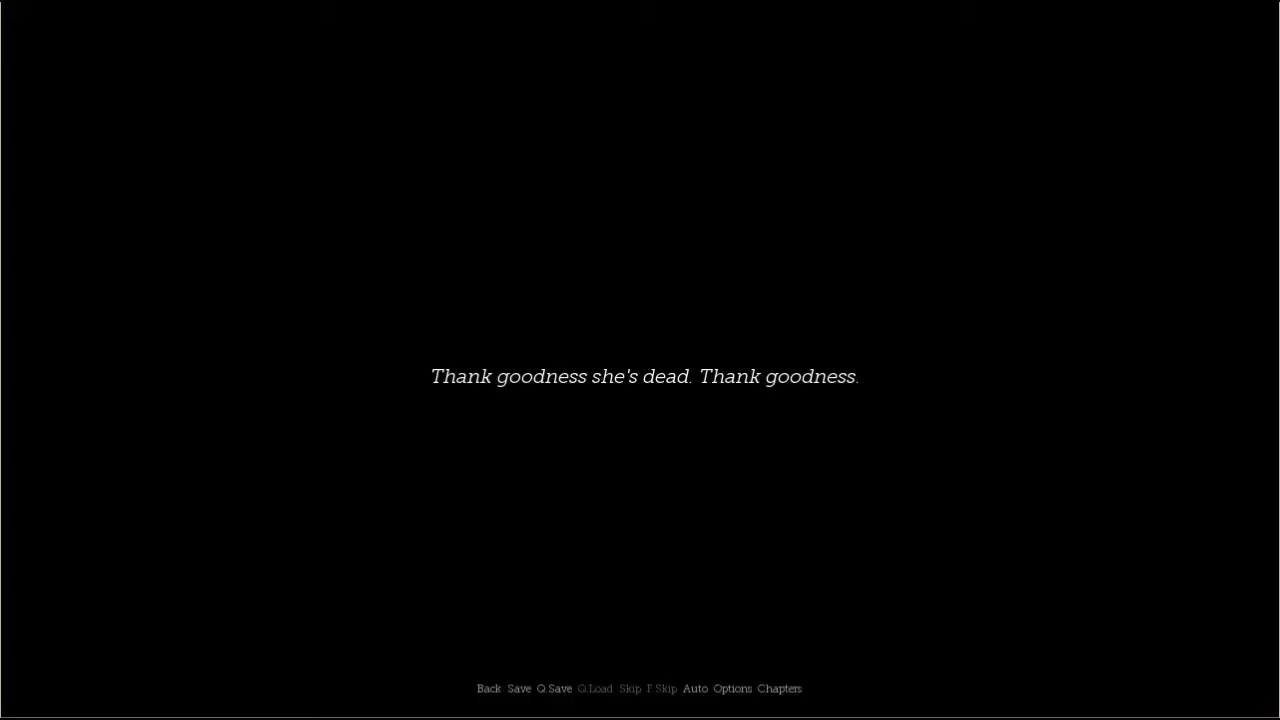 Thank goodness she's dead. Thank goodness.
Back Save Q.Save Q.Load Skip F.Skip Auto Options Chapters